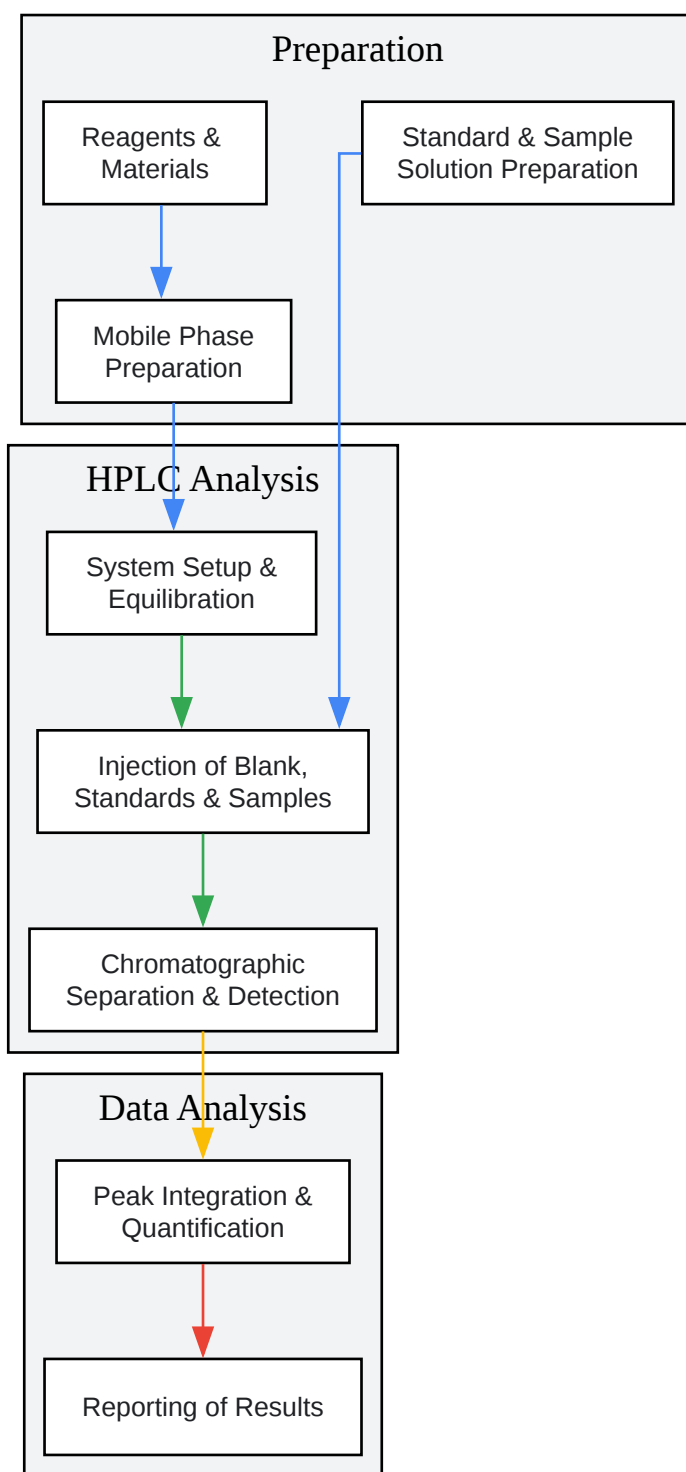 Preparation
Reagents &
Materials
Standard & Sample
Solution Preparation
Mobile Phase
Preparation
HPLC Analysis
System Setup &
Equilibration
Injection of Blank,
Standards & Samples
Chromatographic
Separation & Detection
Data Analysis
Peak Integration &
Quantification
Reporting of Results